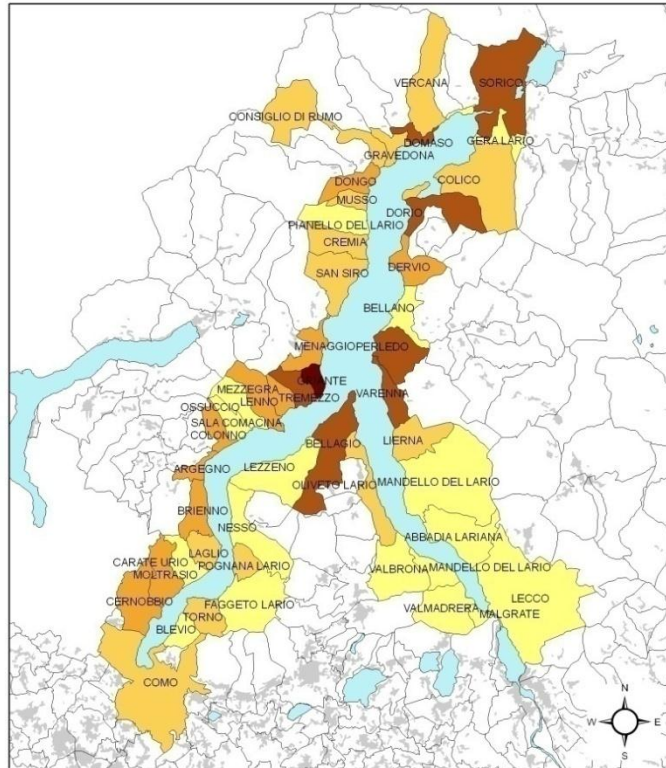 VERCANA
SORICO
CONSIGLIO DI RUMO
DOMASO
GERA LARIO
GRAVEDONA
DONGO
COLICO
MUSSO
DORIO
PIANELLO DEL LARIO
CREMIA
SAN SIRO
DERVIO
BELLANO
MENAGGIO
PERLEDO
MEZZEGRA
LENNO
TREMEZZO
VARENNA
OSSUCCIO
SALA COMACINA
COLONNO
BELLAGIO
LIERNA
ARGEGNO
LEZZENO
OLIVETO LARIO
MANDELLO DEL LARIO
BRIENNO
NESSO
ABBADIA LARIANA
LAGLIO
CARATE URIO
POGNANA LARIO
MOLTRASIO
VALBRONA
MANDELLO DEL LARIO
CERNOBBIO
FAGGETO LARIO
LECCO
TORNO
VALMADRERA
MALGRATE
BLEVIO
COMO
N
W
E
S